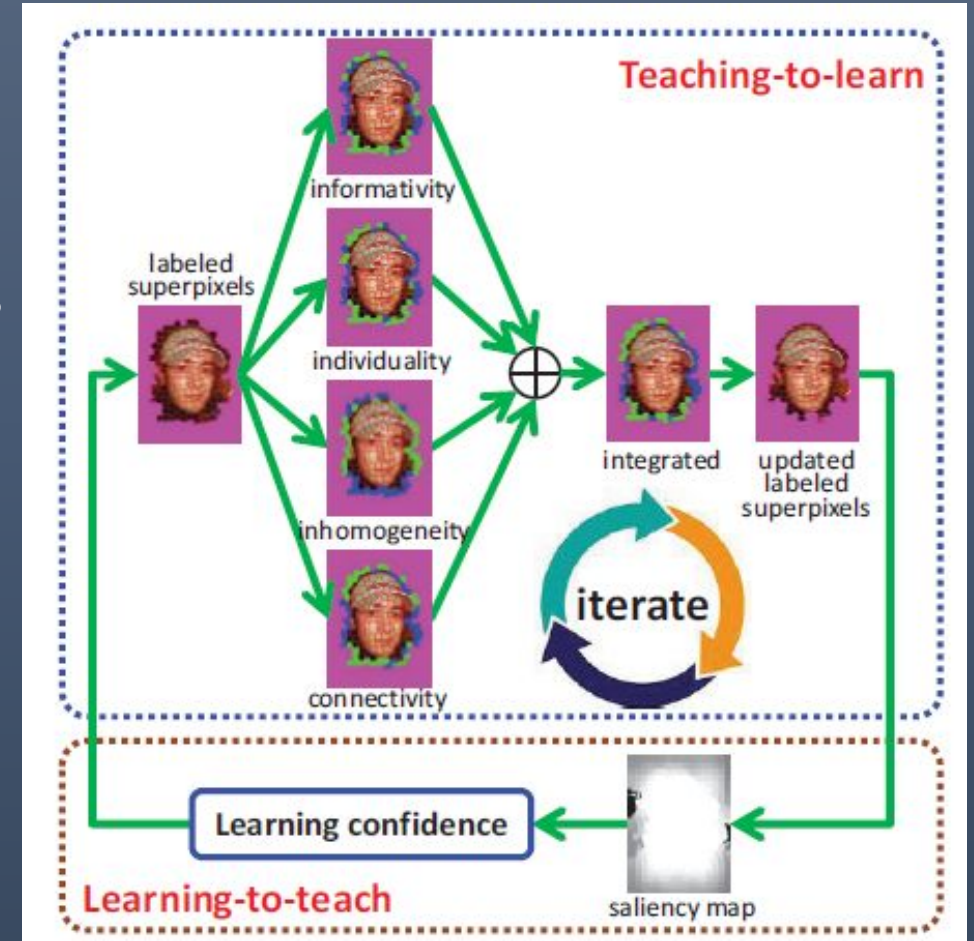 Teaching-to-learn
informativity
labeled
superpixels
individuality
integrated
updated
labeled
superpixels
inhomogeneity
iterate
connectivity
Learning confidence
Learning-to-teach
saliency map